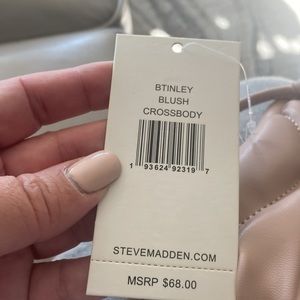 BTINLEY
BLUSH
CROSSBODY
1 93624 92319 7
STEVEMADDEN.COM
MSRP $68.00